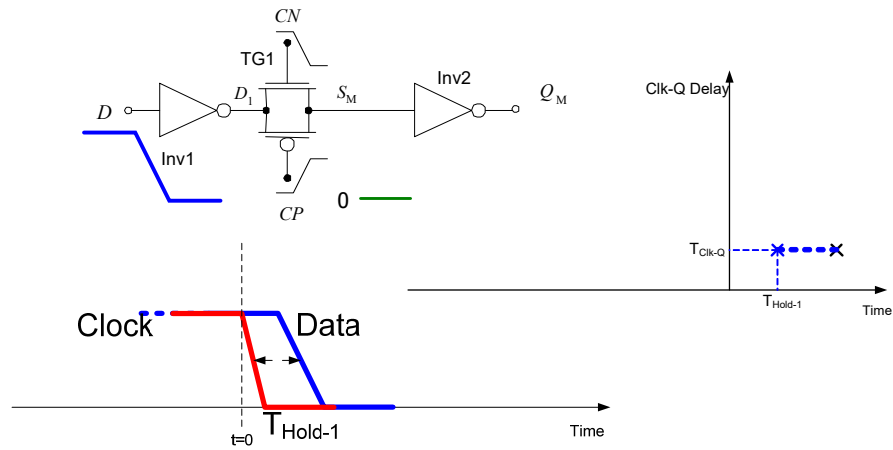 CN
TG1
Inv2
D
D1
SM
QM
Inv1
0
CP
Clk-Q Delay
TClk-Q
THold-1
Time
Clock
Data
THold-1
t=0
Time